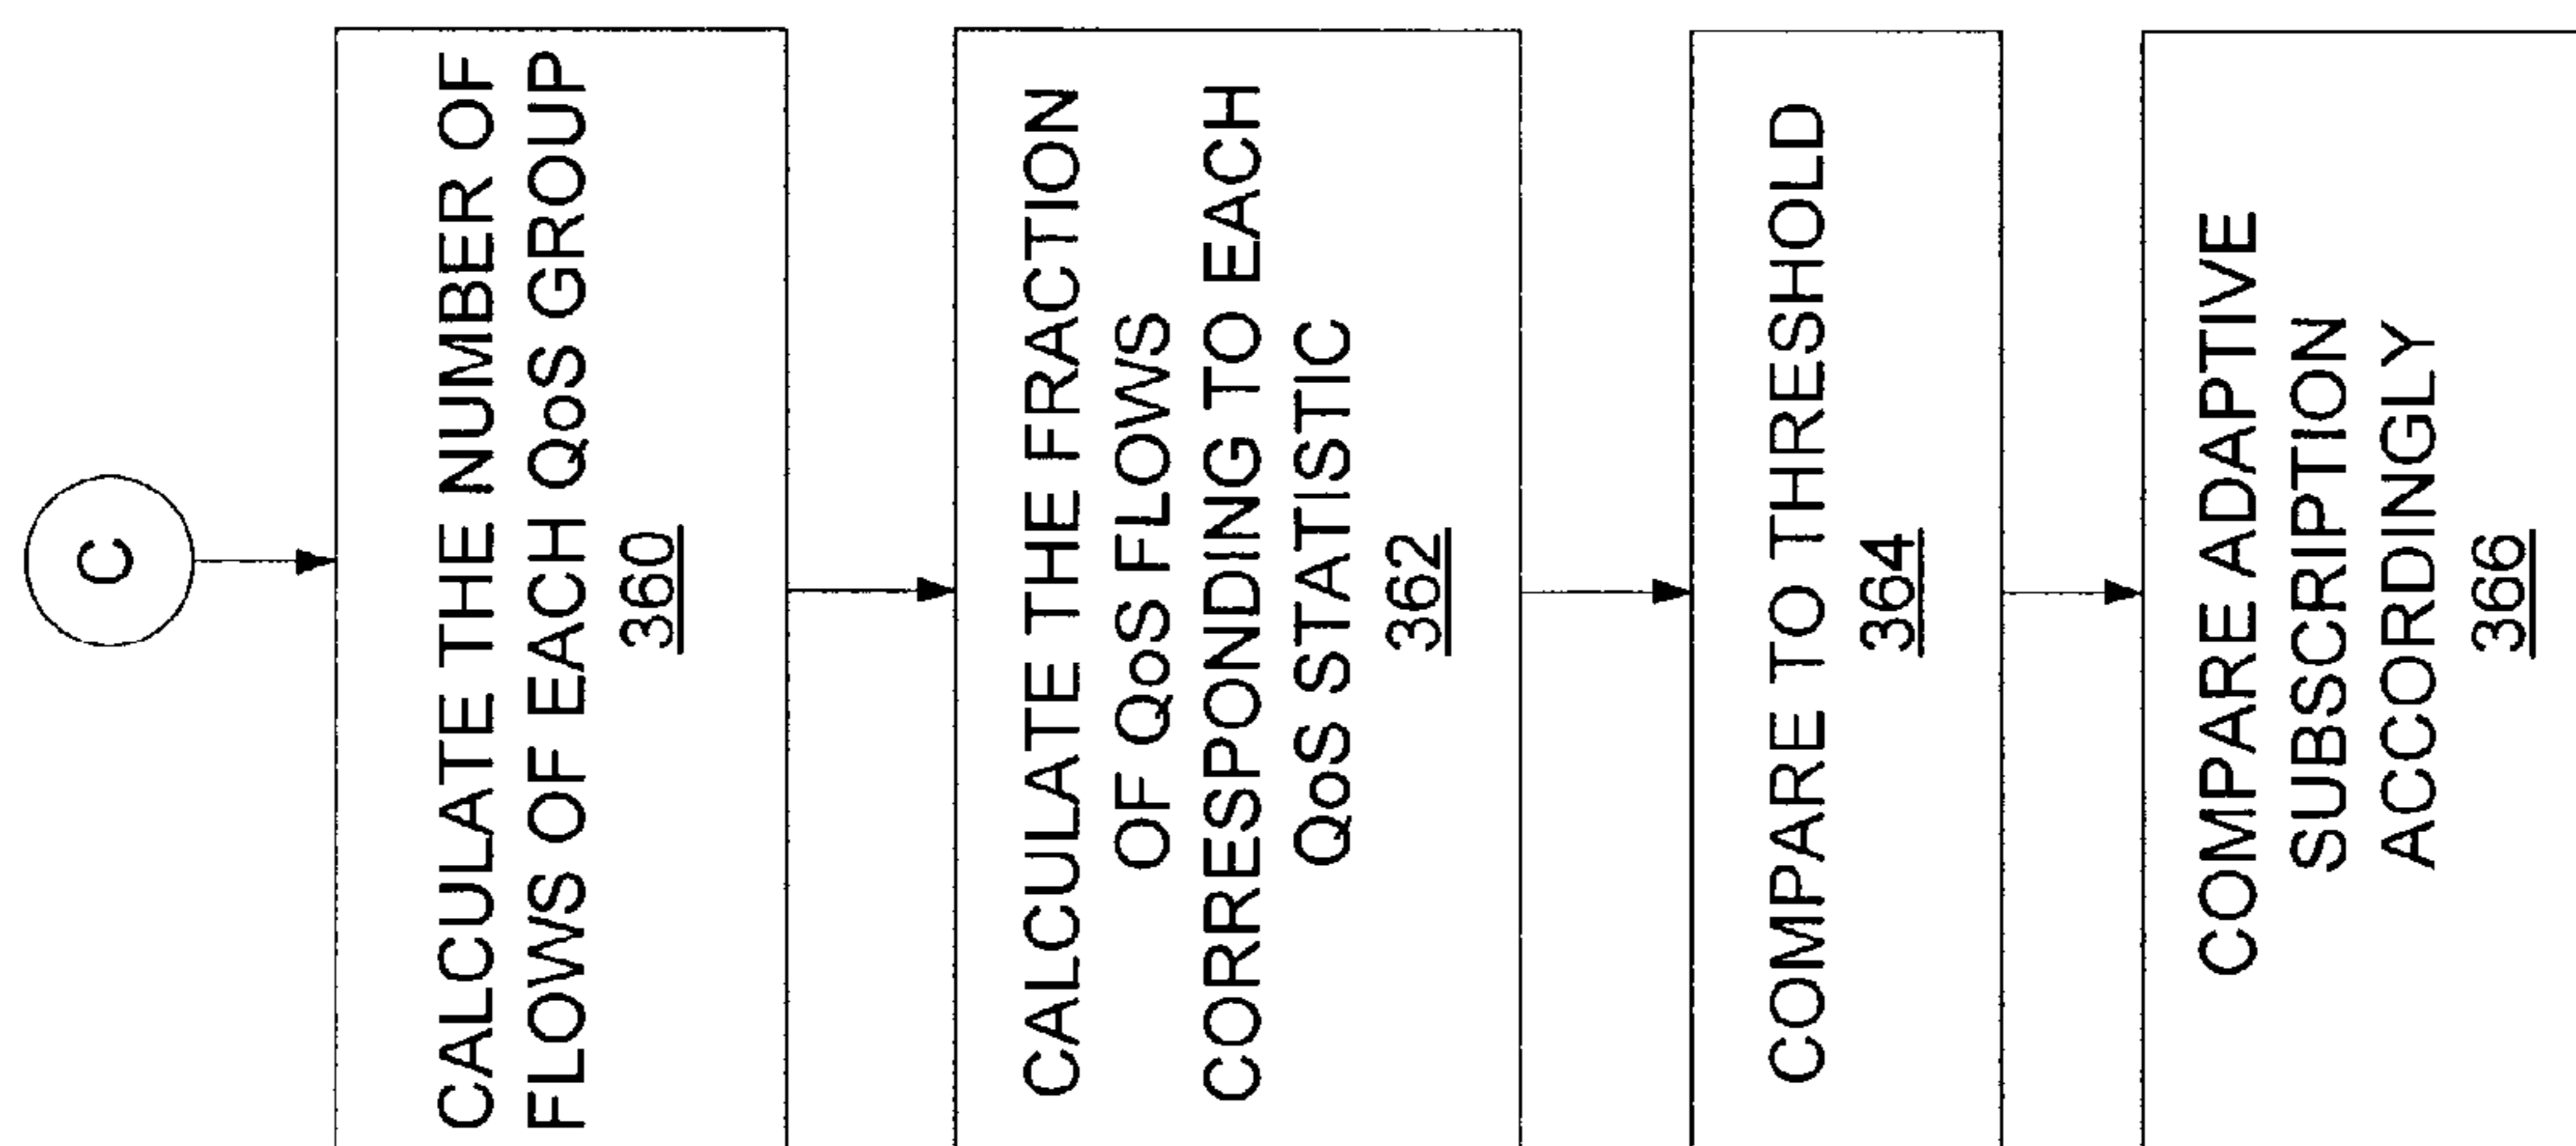 C
CALCULATE THE NUMBER OF
FLOWS OF EACH QoS GROUP
360
CALCULATE THE FRACTION
OF QoS FLOWS
CORRESPONDING TO EACH
QoS STATISTIC
362
COMPARE TO THRESHOLD
364
COMPARE ADAPTIVE
SUBSCRIPTION
ACCORDINGLY
366